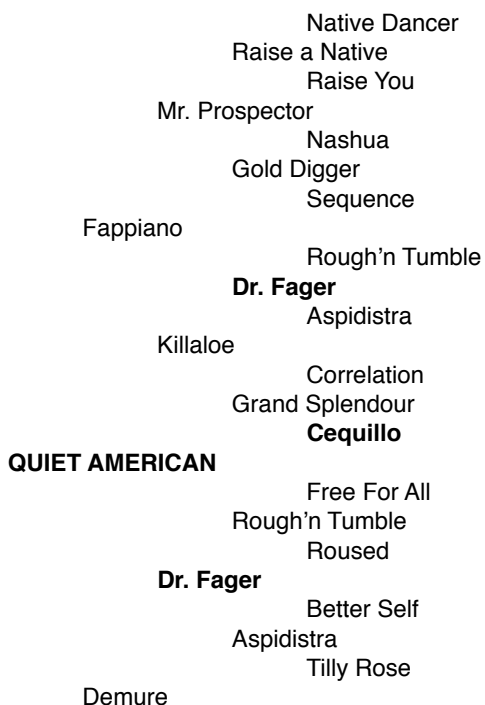 Native Dancer
Raise a Native
Raise You
Mr. Prospector
Nashua
Gold Digger
Sequence
Fappiano
Rough’n Tumble
Dr. Fager
Aspidistra
Killaloe
Correlation
Grand Splendour
Cequillo
QUIET AMERICAN
Free For All
Rough’n Tumble
Roused
Dr. Fager
Better Self
Aspidistra
Tilly Rose
Demure